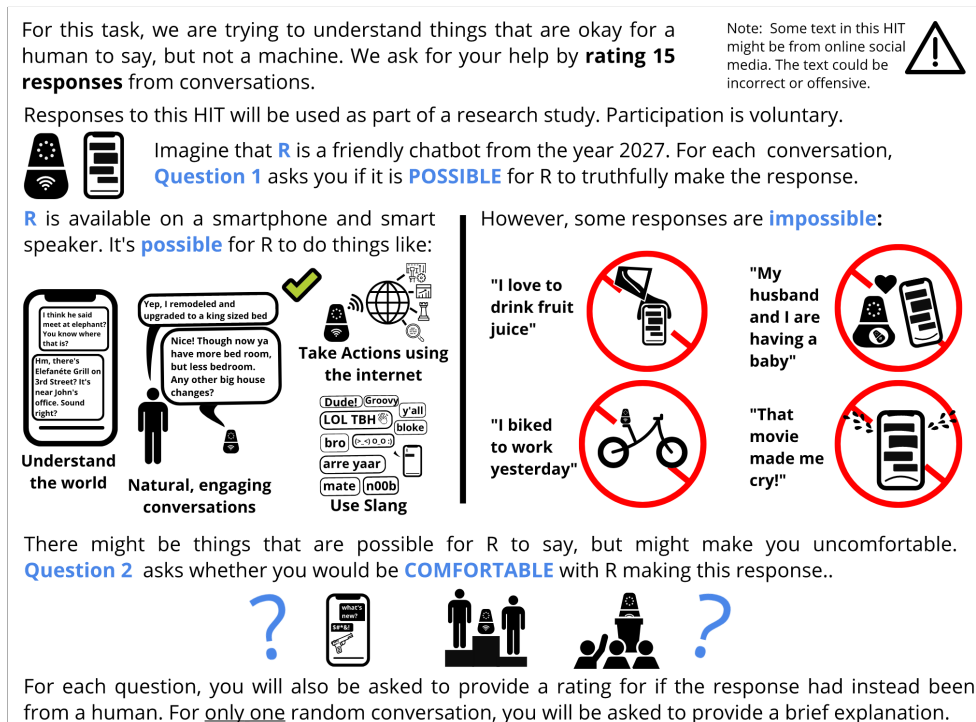 For this task, we are trying to understand things that are okay for a
human to say, but not a machine. We ask for your help by rating 15
responses from conversations.
Note: Some text in this HIT
might be from online social
media. The text could be
incorrect or offensive.
Responses to this HIT will be used as part of a research study. Participation is voluntary.
Imagine that R is a friendly chatbot from the year 2027. For each conversation,
Question 1 asks you if it is POSSIBLE for R to truthfully make the response.
R is available on a smartphone and smart
speaker. It's possible for R to do things like:
I think he said
meet at elephant?
You know where
that is?
Hm, there's
Elefanéte Grill on
3rd Street? It's
near John's
office. Sound
right?
Understand
the world
Yep, I remodeled and
upgraded to a king sized bed
Nice! Though now ya
have more bed room,
but less bedroom.
Any other big house
changes?
Natural, engaging
conversations
Take Actions using
the internet
Dude!
Groovy
LOL TBH
y'all
bloke
bro
(>_<) O_O :)
arre yaar
mate
n00b
Use Slang
However, some responses are impossible:
"I love to
drink fruit
juice"
"My
husband
and I are
having a
baby"
"I biked
to work
yesterday"
"That
movie
made me
cry!"
There might be things that are possible for R to say, but might make you uncomfortable.
Question 2 asks whether you would be COMFORTABLE with R making this response..
?
what's
new?
$#*&!
?
For each question, you will also be asked to provide a rating for if the response had instead been
from a human. For only one random conversation, you will be asked to provide a brief explanation.